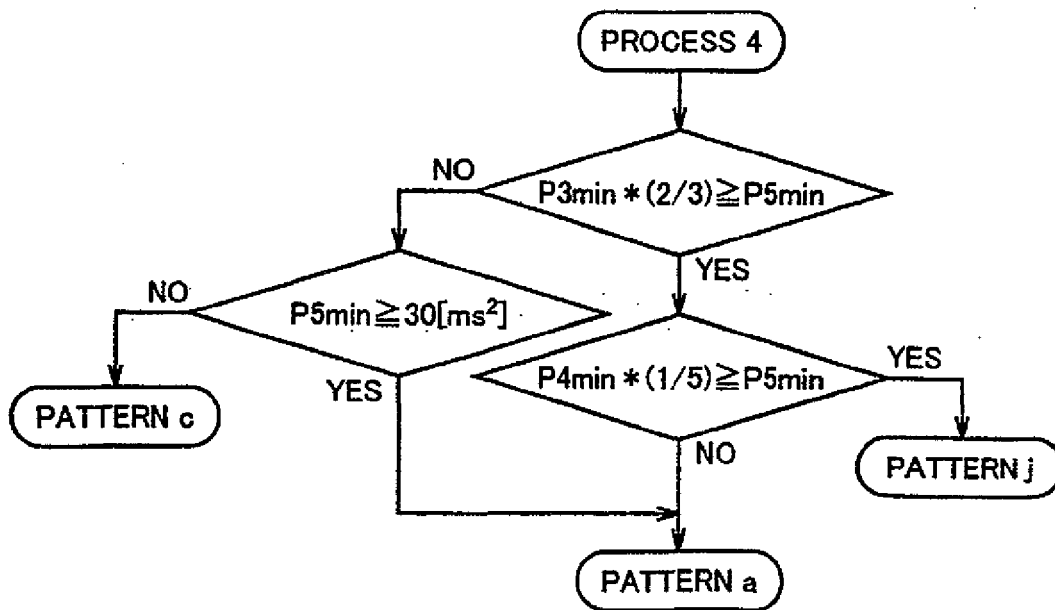 PROCESS 4
NO
P3min*(2/3)≧P5min
YES
NO
P5min≧30[ms²]
YES
P4min*(1/5)≧P5min
YES
NO
PATTERN c
PATTERN j
PATTERN a